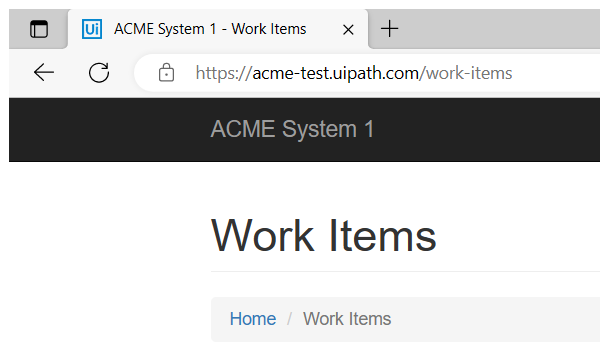 Ui ACME System 1 - Work Items
https://acme-test.uipath.com/work-items
ACME System 1
Work Items
Home / Work Items